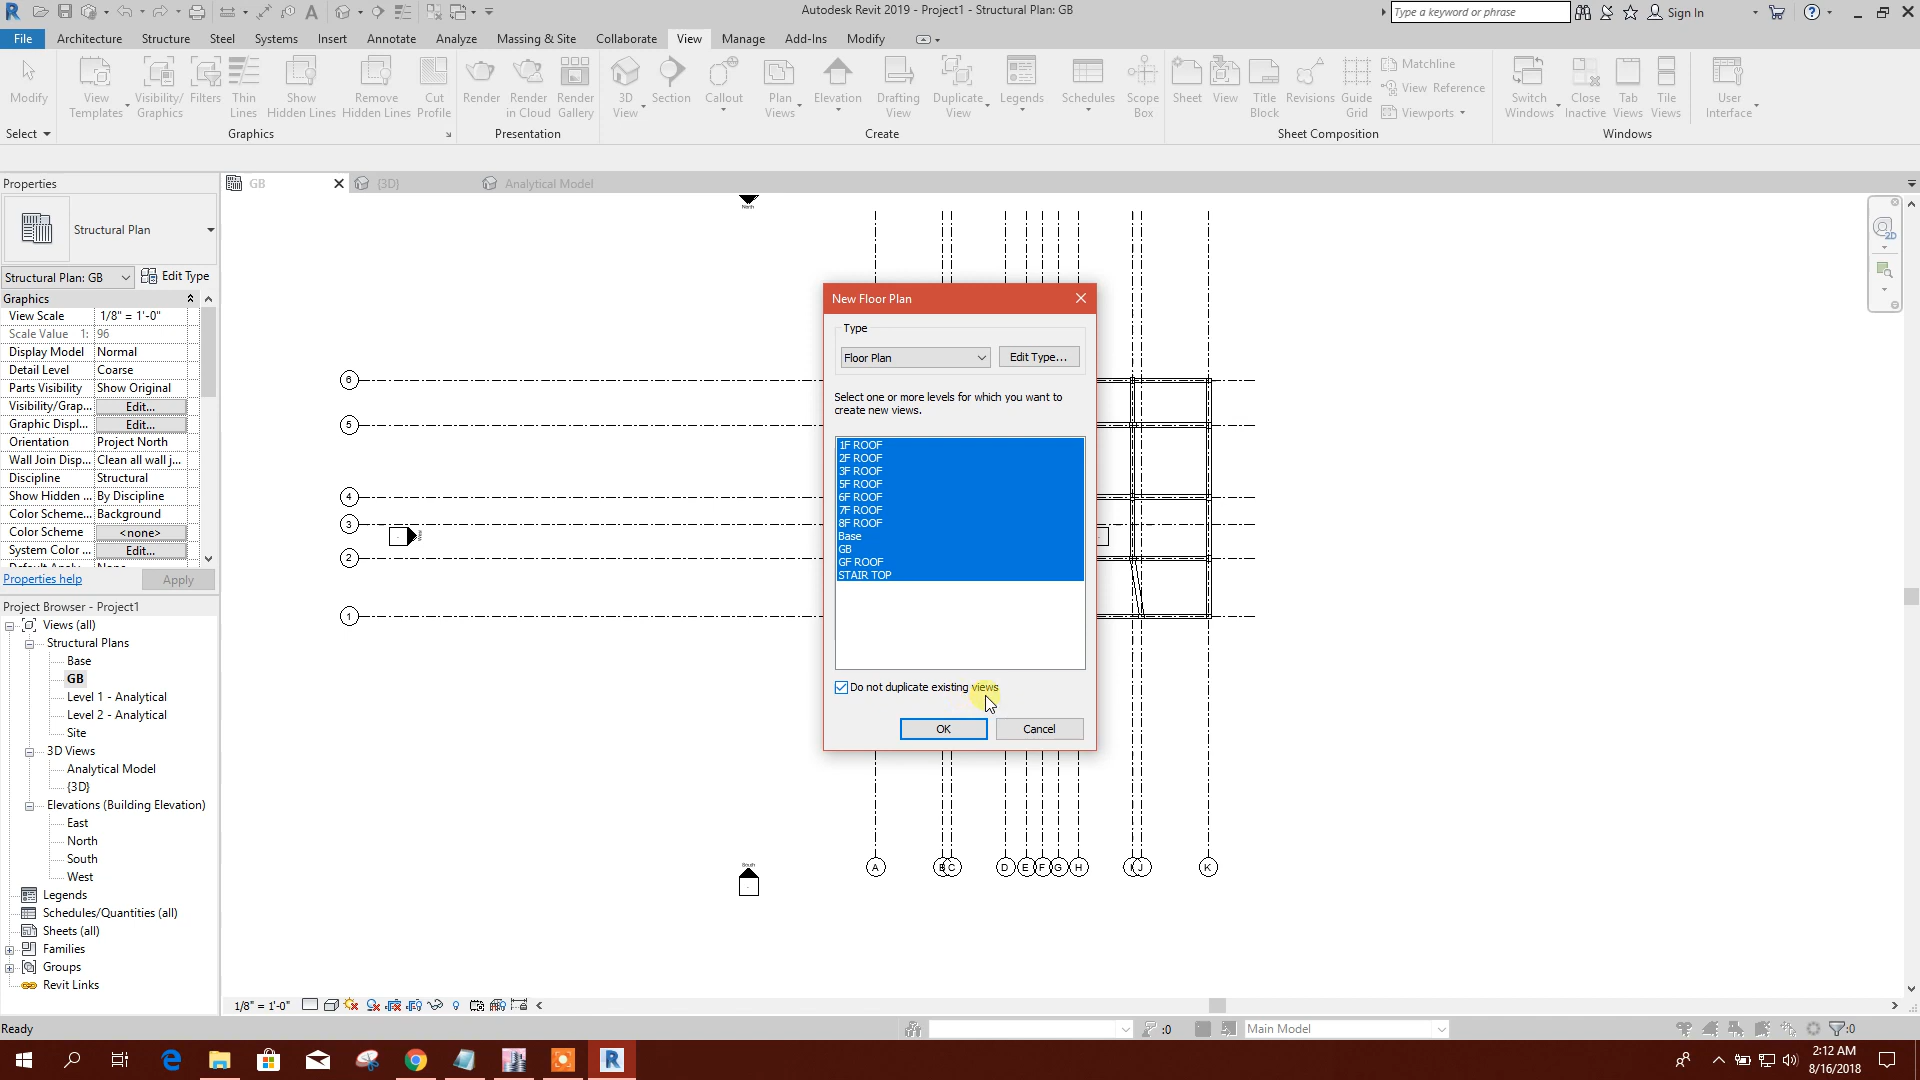 Autodesk Revit 2019 - Project1 - Structural Plan: GB
Type a keyword or phrase
Sign In
File Architecture Structure Steel Systems Insert Annotate Analyze Massing & Site Collaborate View Manage Add-Ins Modify
Modify
View Templates
Visibility/ Graphics
Filters
Thin Lines
Show Hidden Lines
Remove Hidden Lines
Cut Profile
Render
Render in Cloud
Render Gallery
3D View
Section
Callout
Plan Views
Elevation
Drafting View
Duplicate View
Legends
Schedules
Scope Box
Sheet
View
Title Block
Revisions
Guide Grid
Matchline
View Reference
Viewports
Switch Windows
Close Inactive
Tab Views
Tile Views
User Interface
Select Graphics Presentation Create Sheet Composition Windows
Properties
GB {3D} Analytical Model
Structural Plan
Structural Plan: GB Edit Type
Graphics
View Scale 1/8" = 1'-0"
Scale Value 1: 96
Display Model Normal
Detail Level Coarse
Parts Visibility Show Original
Visibility/Grap... Edit...
Graphic Displ... Edit...
Orientation Project North
Wall Join Disp... Clean all wall j...
Discipline Structural
Show Hidden ... By Discipline
Color Scheme... Background
Color Scheme <none>
System Color ... Edit...
Properties help Apply
Project Browser - Project1
Views (all)
Structural Plans
Base
GB
Level 1 - Analytical
Level 2 - Analytical
Site
3D Views
Analytical Model
{3D}
Elevations (Building Elevation)
East
North
South
West
Legends
Schedules/Quantities (all)
Sheets (all)
Families
Groups
Revit Links
North
6
5
4
3
2
1
South
A B C D E F G H I J K
New Floor Plan
Type
Floor Plan Edit Type...
Select one or more levels for which you want to
create new views.
1F ROOF
2F ROOF
3F ROOF
5F ROOF
6F ROOF
7F ROOF
8F ROOF
Base
GB
GF ROOF
STAIR TOP
Do not duplicate existing views
OK Cancel
2D
1/8" = 1'-0"
Ready
:0
Main Model
:0
2:12 AM
8/16/2018